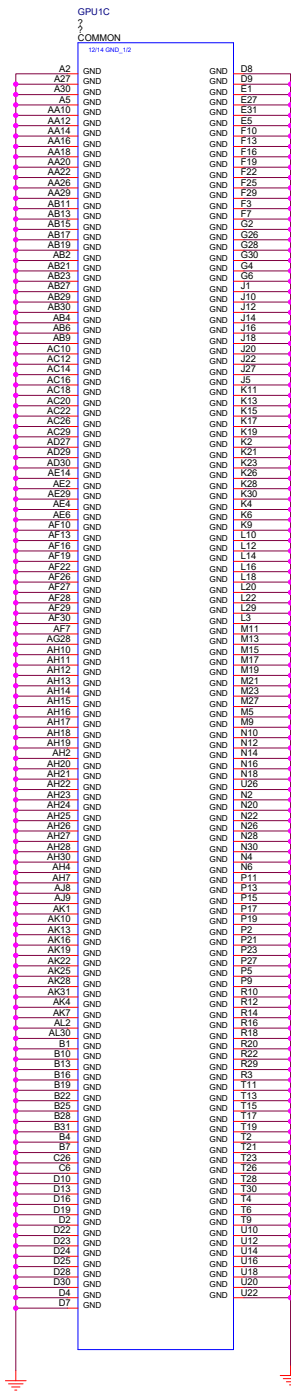 GPU1C
?
?
COMMON
12/14 GND_1/2
A2 GND GND D8
A27 GND GND D9
A30 GND GND E1
A5 GND GND E27
AA10 GND GND E31
AA12 GND GND E5
AA14 GND GND F10
AA16 GND GND F13
AA18 GND GND F16
AA20 GND GND F19
AA22 GND GND F22
AA26 GND GND F25
AA29 GND GND F29
AB11 GND GND F3
AB13 GND GND F7
AB15 GND GND G2
AB17 GND GND G26
AB19 GND GND G28
AB2 GND GND G30
AB21 GND GND G4
AB23 GND GND G6
AB27 GND GND J1
AB29 GND GND J10
AB30 GND GND J12
AB4 GND GND J14
AB6 GND GND J16
AB9 GND GND J18
AC10 GND GND J20
AC12 GND GND J22
AC14 GND GND J27
AC16 GND GND J5
AC18 GND GND K11
AC20 GND GND K13
AC22 GND GND K15
AC26 GND GND K17
AC29 GND GND K19
AD27 GND GND K2
AD29 GND GND K21
AD30 GND GND K23
AE14 GND GND K26
AE2 GND GND K28
AE29 GND GND K30
AE4 GND GND K4
AE6 GND GND K6
AF10 GND GND K9
AF13 GND GND L10
AF16 GND GND L12
AF19 GND GND L14
AF22 GND GND L16
AF26 GND GND L18
AF27 GND GND L20
AF28 GND GND L22
AF29 GND GND L29
AF30 GND GND L3
AF7 GND GND M11
AG28 GND GND M13
AH10 GND GND M15
AH11 GND GND M17
AH12 GND GND M19
AH13 GND GND M21
AH14 GND GND M23
AH15 GND GND M27
AH16 GND GND M5
AH17 GND GND M9
AH18 GND GND N10
AH19 GND GND N12
AH2 GND GND N14
AH20 GND GND N16
AH21 GND GND N18
AH22 GND GND U26
AH23 GND GND N2
AH24 GND GND N20
AH25 GND GND N22
AH26 GND GND N26
AH27 GND GND N28
AH28 GND GND N30
AH30 GND GND N4
AH4 GND GND N6
AH7 GND GND P11
AJ8 GND GND P13
AJ9 GND GND P15
AK1 GND GND P17
AK10 GND GND P19
AK13 GND GND P2
AK16 GND GND P21
AK19 GND GND P23
AK22 GND GND P27
AK25 GND GND P5
AK28 GND GND P9
AK31 GND GND R10
AK4 GND GND R12
AK7 GND GND R14
AL2 GND GND R16
AL30 GND GND R18
B1 GND GND R20
B10 GND GND R22
B13 GND GND R29
B16 GND GND R3
B19 GND GND T11
B22 GND GND T13
B25 GND GND T15
B28 GND GND T17
B31 GND GND T19
B4 GND GND T2
B7 GND GND T21
C26 GND GND T23
C6 GND GND T26
D10 GND GND T28
D13 GND GND T30
D16 GND GND T4
D19 GND GND T6
D2 GND GND T9
D22 GND GND U10
D23 GND GND U12
D24 GND GND U14
D25 GND GND U16
D28 GND GND U18
D30 GND GND U20
D4 GND GND U22
D7 GND